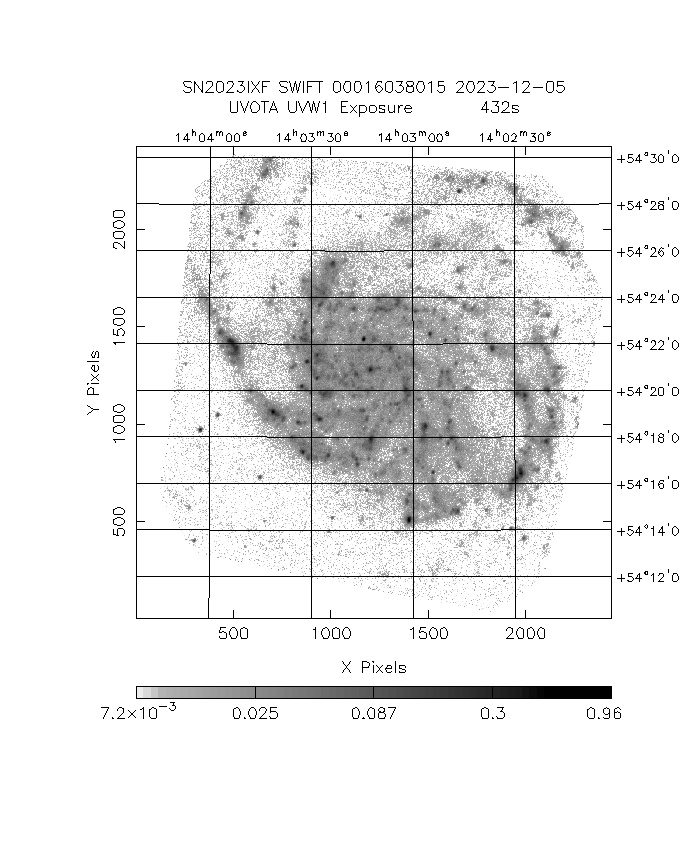 SN2023IXF SWIFT 00016038015 2023-12-05
UVOTA UVW1 Exposure 432s
14h04m00s 14h03m30s 14h03m00s 14h02m30s
+54°30'0
+54°28'0
+54°26'0
+54°24'0
+54°22'0
+54°20'0
+54°18'0
+54°16'0
+54°14'0
+54°12'0
2000
1500
1000
500
Y Pixels
500 1000 1500 2000
X Pixels
7.2×10⁻³ 0.025 0.087 0.3 0.96